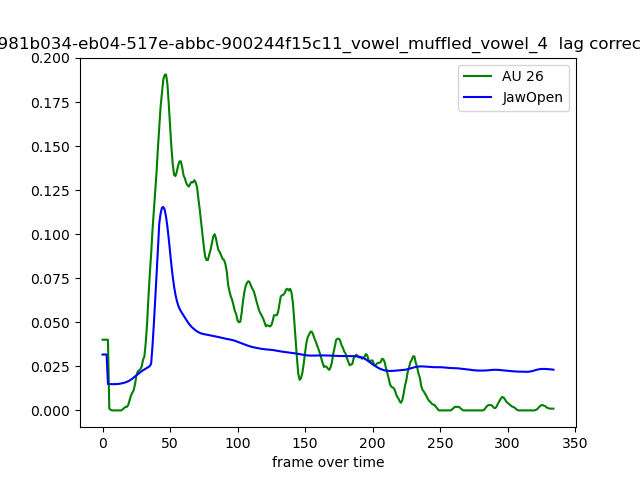 981b034-eb04-517e-abbc-900244f15c11_vowel_muffled_vowel_4 lag correc
AU 26
JawOpen
0.200
0.175
0.150
0.125
0.100
0.075
0.050
0.025
0.000
0 50 100 150 200 250 300 350
frame over time